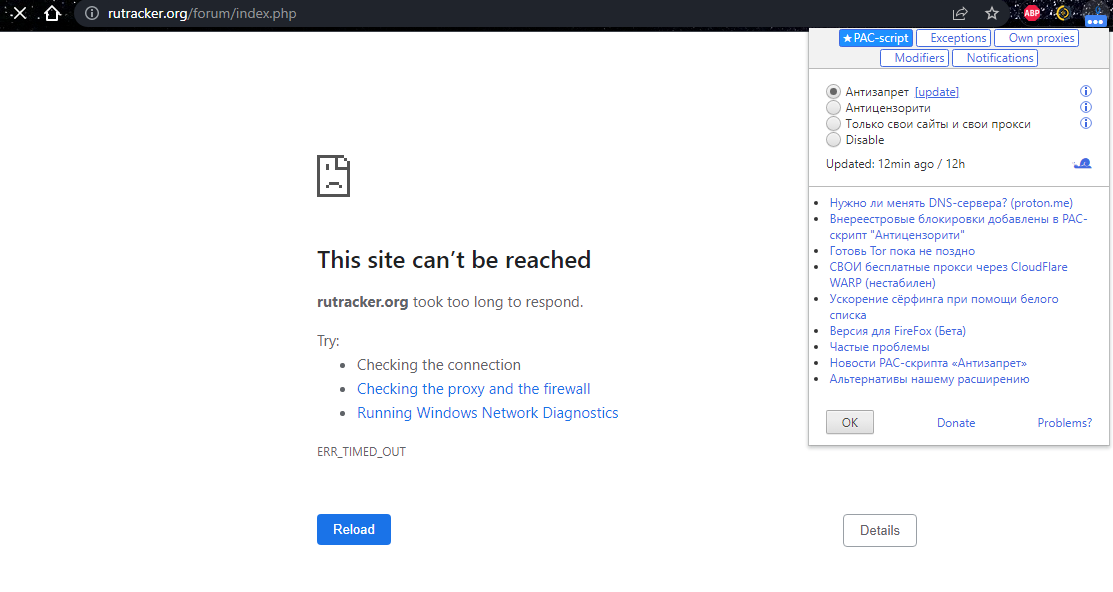 rutracker.org/forum/index.php
ABP
★PAC-script Exceptions Own proxies
Modifiers Notifications
Антизапрет [update]
Антицензорити
Только свои сайты и свои прокси
Disable
Updated: 12min ago / 12h
Нужно ли менять DNS-сервера? (proton.me)
Внереестровые блокировки добавлены в PAC-
скрипт "Антицензорити"
Готовь Tor пока не поздно
СВОИ бесплатные прокси через CloudFlare
WARP (нестабилен)
Ускорение сёрфинга при помощи белого
списка
Версия для FireFox (Бета)
Частые проблемы
Новости PAC-скрипта «Антизапрет»
Альтернативы нашему расширению
OK Donate Problems?
This site can’t be reached
rutracker.org took too long to respond.
Try:
Checking the connection
Checking the proxy and the firewall
Running Windows Network Diagnostics
ERR_TIMED_OUT
Reload
Details